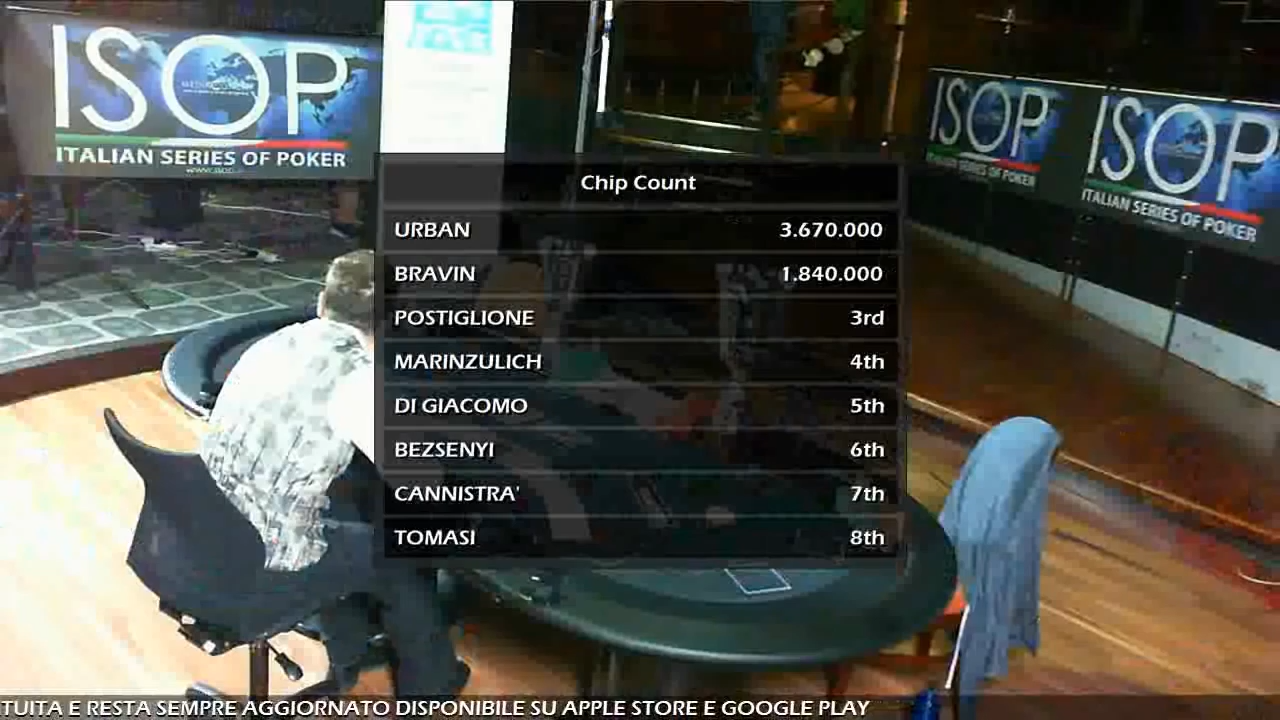 ISOP
ITALIAN SERIES OF POKER
ISOP
ITALIAN SERIES OF POKER
ISOP
ITALIAN SERIES OF POKER
Chip Count
URBAN 3.670.000
BRAVIN 1.840.000
POSTIGLIONE 3rd
MARINZULICH 4th
DI GIACOMO 5th
BEZSENYI 6th
CANNISTRA' 7th
TOMASI 8th
TUITA E RESTA SEMPRE AGGIORNATO DISPONIBILE SU APPLE STORE E GOOGLE PLAY